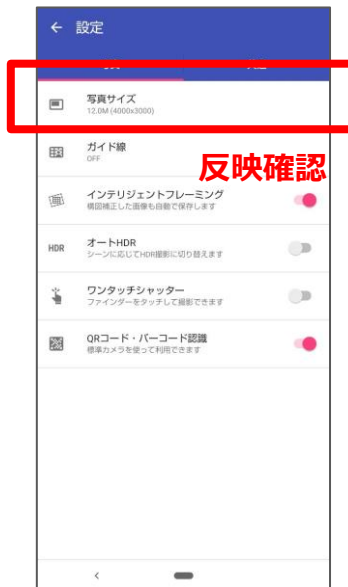 設定
写真サイズ
12.0M (4000x3000)
ガイド線
OFF
反映確認
インテリジェントフレーミング
構図補正した画像も自動で保存します
HDR
オートHDR
シーンに応じてHDR撮影に切り替えます
ワンタッチシャッター
ファインダーをタッチして撮影できます
QRコード・バーコード認識
標準カメラを使って利用できます